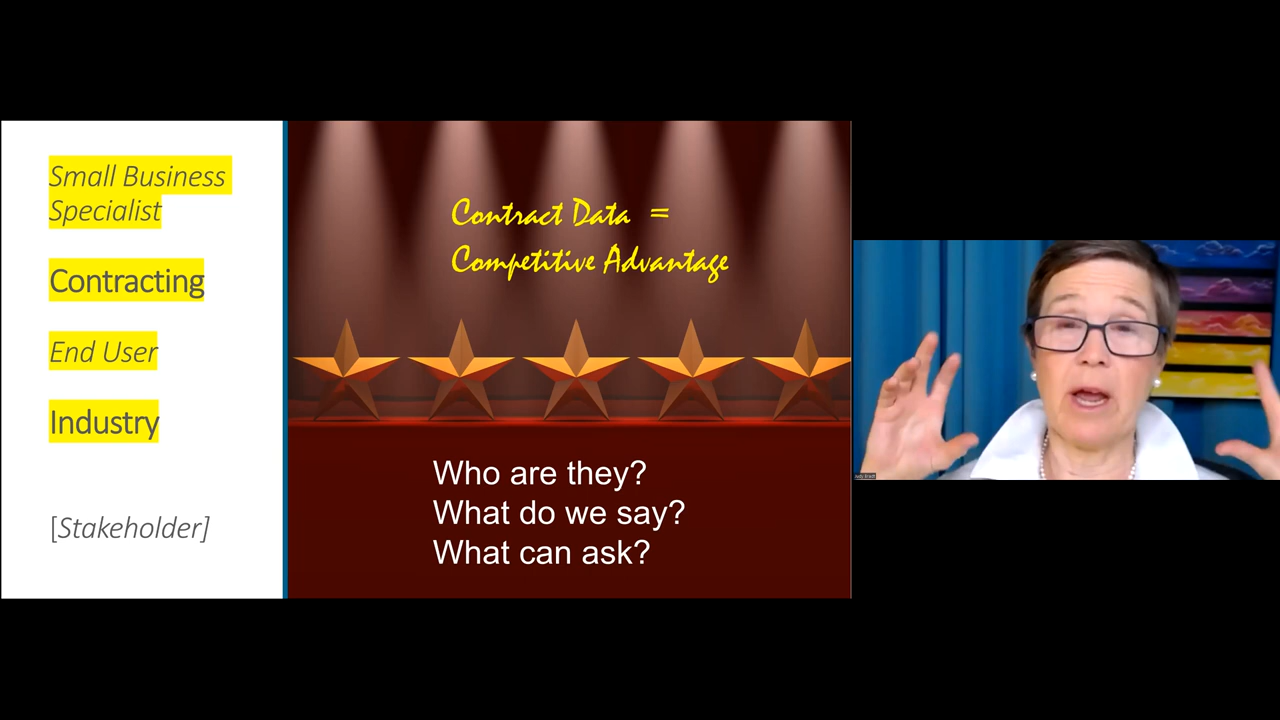 Small Business
Specialist
Contracting
End User
Industry
[Stakeholder]
Contract Data =
Competitive Advantage
Who are they?
What do we say?
What can ask?